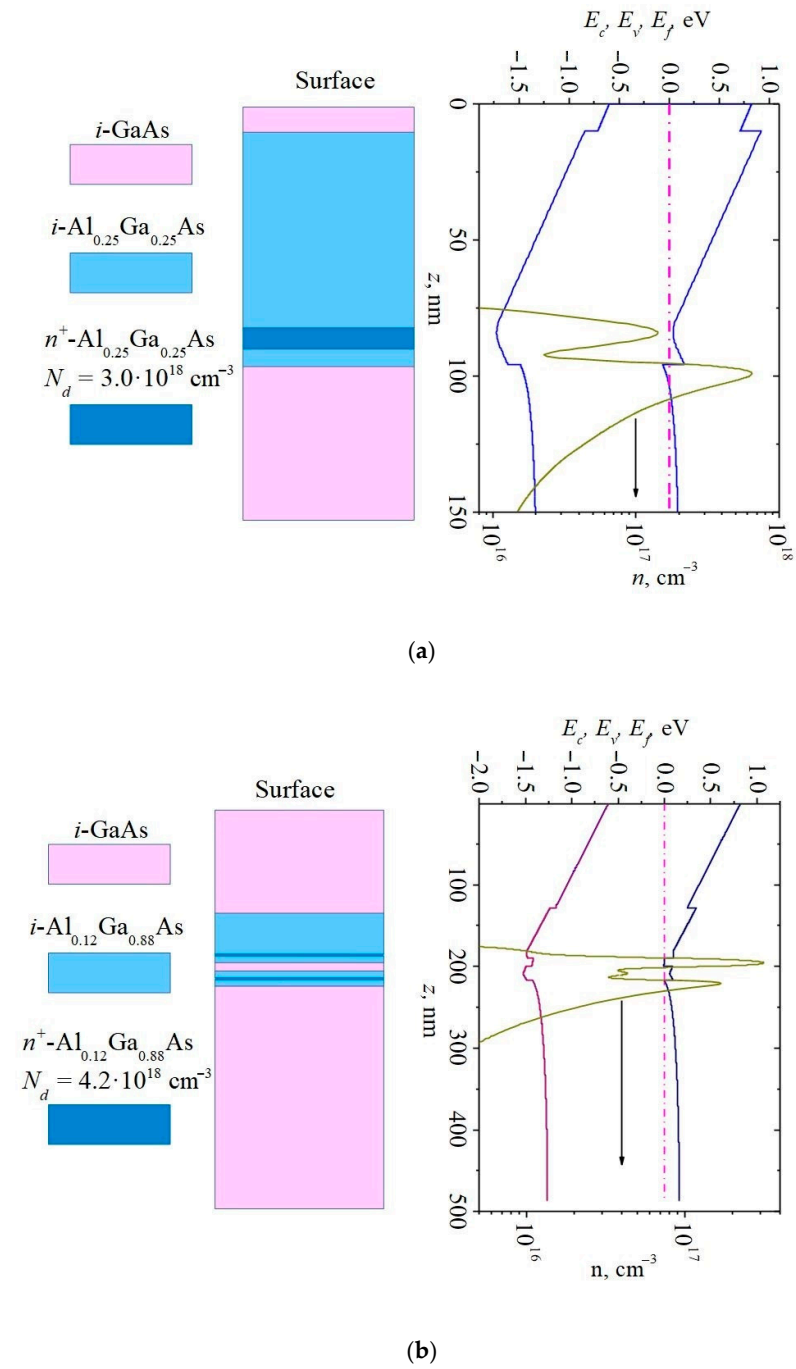 Surface
i-GaAs
i-Al0.25Ga0.25As
n+-Al0.25Ga0.25As
Nd = 3.0·10^18 cm−3
Ec, Ev, Ef, eV
−1.5 −1.0 −0.5 0.0 0.5 1.0
0
50
100
150
z, nm
10^16 10^17 10^18
n, cm−3
(a)
Surface
i-GaAs
i-Al0.12Ga0.88As
n+-Al0.12Ga0.88As
Nd = 4.2·10^18 cm−3
Ec, Ev, Ef, eV
−2.0 −1.5 −1.0 −0.5 0.0 0.5 1.0
100
200
300
400
500
z, nm
10^16 10^17
n, cm−3
(b)